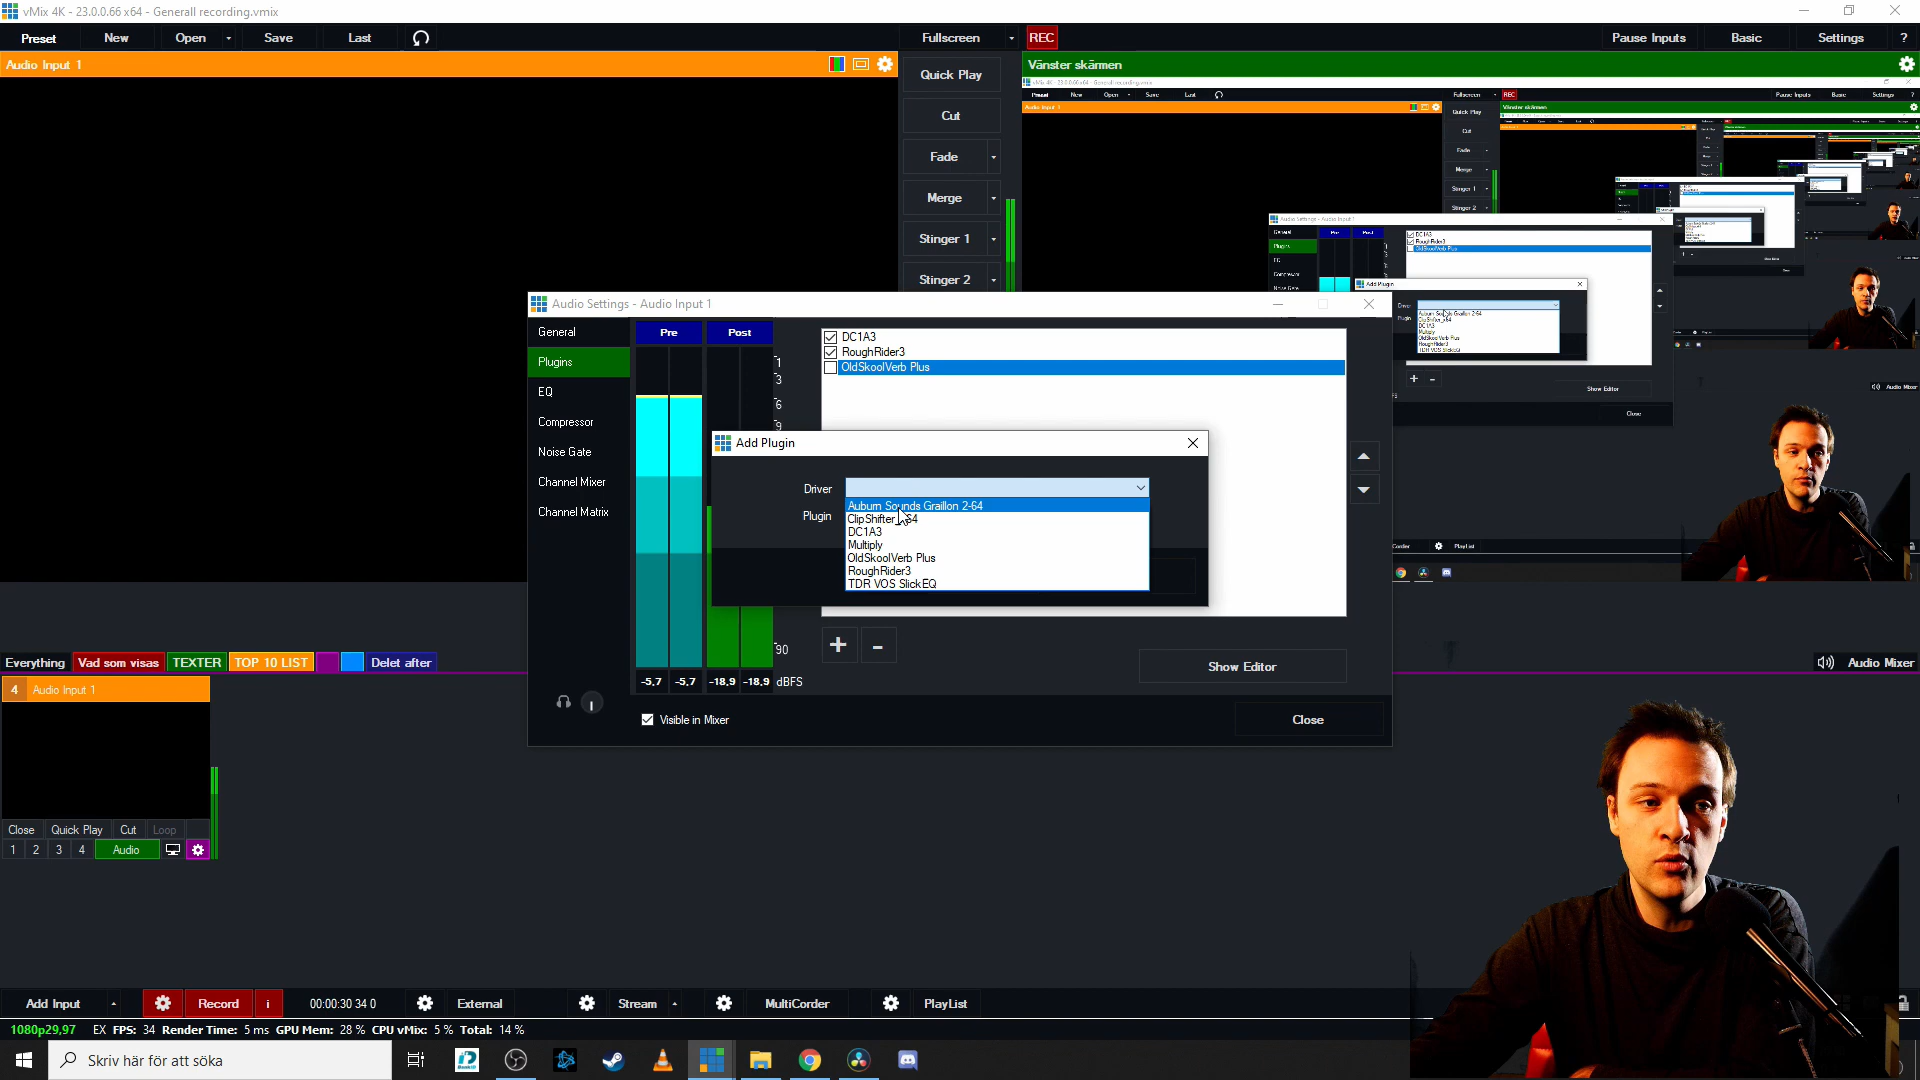 vMix 4K - 23.0.0.66 x64 - Generall recording.vmix
Preset New Open Save Last Fullscreen REC Pause Inputs Basic Settings ?
Audio Input 1
Vänster skärmen
Quick Play
Cut
Fade
Merge
Stinger 1
Stinger 2
Audio Settings - Audio Input 1
General
Plugins
EQ
Compressor
Noise Gate
Channel Mixer
Channel Matrix
Pre Post
1
3
6
9
90
DC1A3
RoughRider3
OldSkoolVerb Plus
Add Plugin
Driver
Plugin
Auburn Sounds Graillon 2-64
ClipShifter 64
DC1A3
Multiply
OldSkoolVerb Plus
RoughRider3
TDR VOS SlickEQ
+ -
Show Editor
-5,7 -5,7 -18,9 -18,9 dBFS
Visible in Mixer
Close
Everything Vad som visas TEXTER TOP 10 LIST Delet after
Audio Mixer
4 Audio Input 1
Close Quick Play Cut Loop
1 2 3 4 Audio
Add Input Record i 00:00:30 34 0 External Stream MultiCorder PlayList
1080p29,97 EX FPS: 34 Render Time: 5 ms GPU Mem: 28 % CPU vMix: 5 % Total: 14 %
Skriv här för att söka